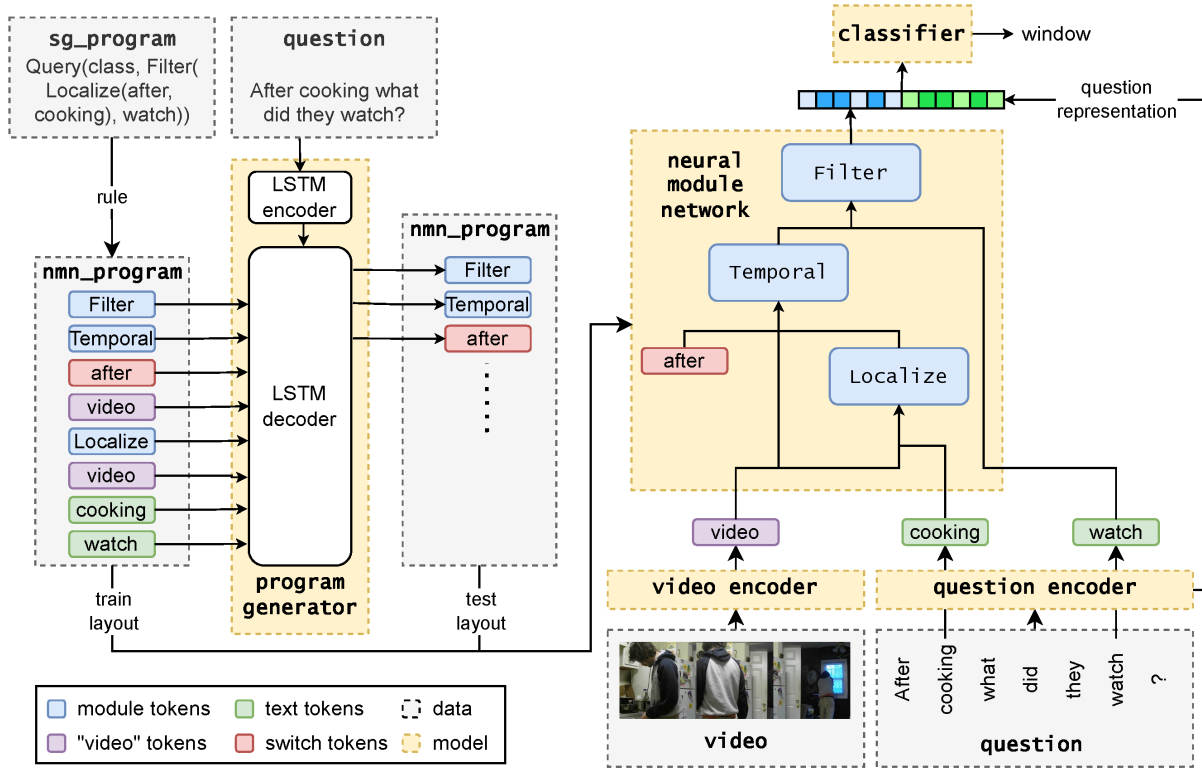 sg_program
Query(class, Filter(
Localize(after,
cooking), watch))
question
After cooking what
did they watch?
rule
nmn_program
Filter
Temporal
after
video
Localize
video
cooking
watch
train
layout
LSTM
encoder
LSTM
decoder
program
generator
nmn_program
Filter
Temporal
after
test
layout
module tokens
text tokens
data
"video" tokens
switch tokens
model
classifier
window
question
representation
neural
module
network
Filter
Temporal
after
Localize
video
cooking
watch
video encoder
question encoder
After
cooking
what
did
they
watch
?
video
question